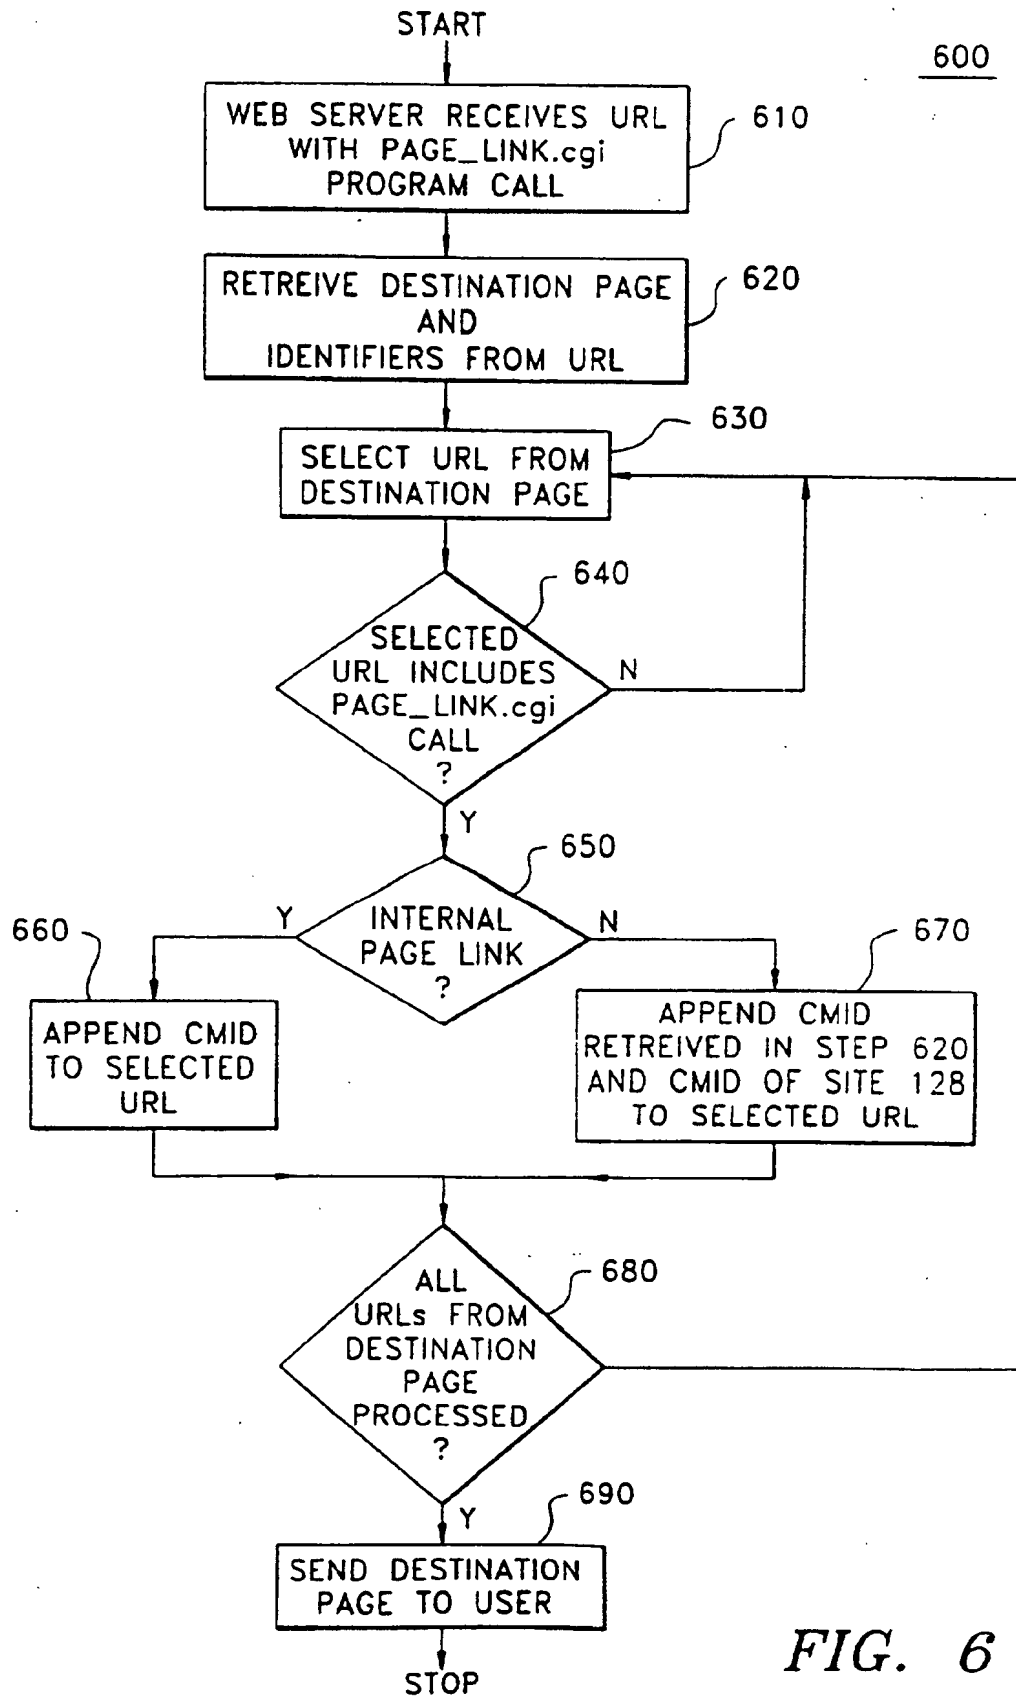 START
600
WEB SERVER RECEIVES URL
WITH PAGE_LINK.cgi
PROGRAM CALL
610
RETREIVE DESTINATION PAGE
AND
IDENTIFIERS FROM URL
620
SELECT URL FROM
DESTINATION PAGE
630
SELECTED
URL INCLUDES
PAGE_LINK.cgi
CALL
?
640
N
Y
INTERNAL
PAGE LINK
?
650
Y
N
660
APPEND CMID
TO SELECTED
URL
670
APPEND CMID
RETREIVED IN STEP 620
AND CMID OF SITE 128
TO SELECTED URL
ALL
URLs FROM
DESTINATION
PAGE
PROCESSED
?
680
Y
690
SEND DESTINATION
PAGE TO USER
STOP
FIG. 6